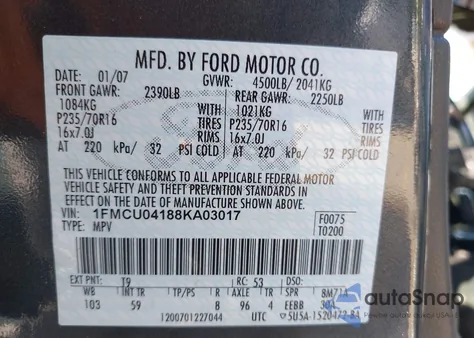 MFD. BY FORD MOTOR CO.
DATE: 01/07 GVWR: 4500LB/ 2041KG
FRONT GAWR: 2390LB REAR GAWR: 2250LB
1084KG WITH 1021KG WITH
P235/70R16 TIRES P235/70R16 TIRES
16x7.0J RIMS 16x7.0J RIMS
AT 220 kPa/ 32 PSI COLD AT 220 kPa/ 32 PSI COLD
THIS VEHICLE CONFORMS TO ALL APPLICABLE FEDERAL MOTOR
VEHICLE SAFETY AND THEFT PREVENTION STANDARDS IN
EFFECT ON THE DATE OF MANUFACTURE SHOWN ABOVE.
VIN: 1FMCU04188KA03017 F0075
TYPE: MPV T0200
EXT PNT: T9 RC: 53 DSO:
WB INT TR TP/PS R AXLE TR SPR
103 59 8 96 4 EEBB
1200701227044 UTC
autoSnap
www.autosnap.com